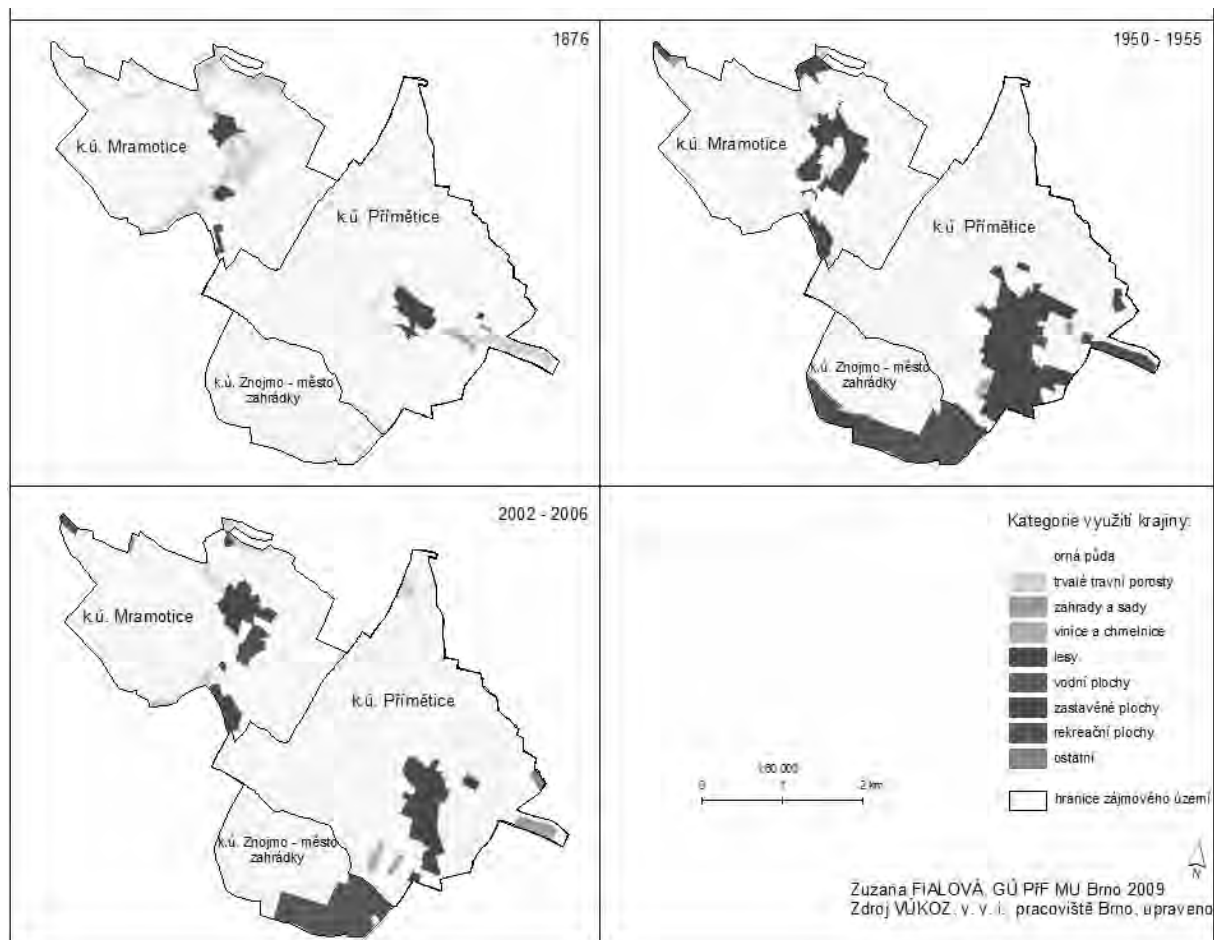 1876
k.ú. Mramotice
k.ú. Přímětice
k.ú. Znojmo - město
zahrádky
1950 - 1955
k.ú. Mramotice
k.ú. Přímětice
k.ú. Znojmo - město
zahrádky
2002 - 2006
k.ú. Mramotice
k.ú. Přímětice
k.ú. Znojmo - město
zahrádky
Kategorie využití krajiny:
orná půda
trvalé travní porosty
zahrady a sady
vinice a chmelnice
lesy
vodní plochy
zastavěné plochy
rekreační plochy
ostatní
hranice zájmového území
1:80 000
0 1 2 km
N
Zuzana FIALOVÁ, GÚ PřF MU Brno 2009
Zdroj VÚKOZ, v. v. i., pracoviště Brno, upraveno